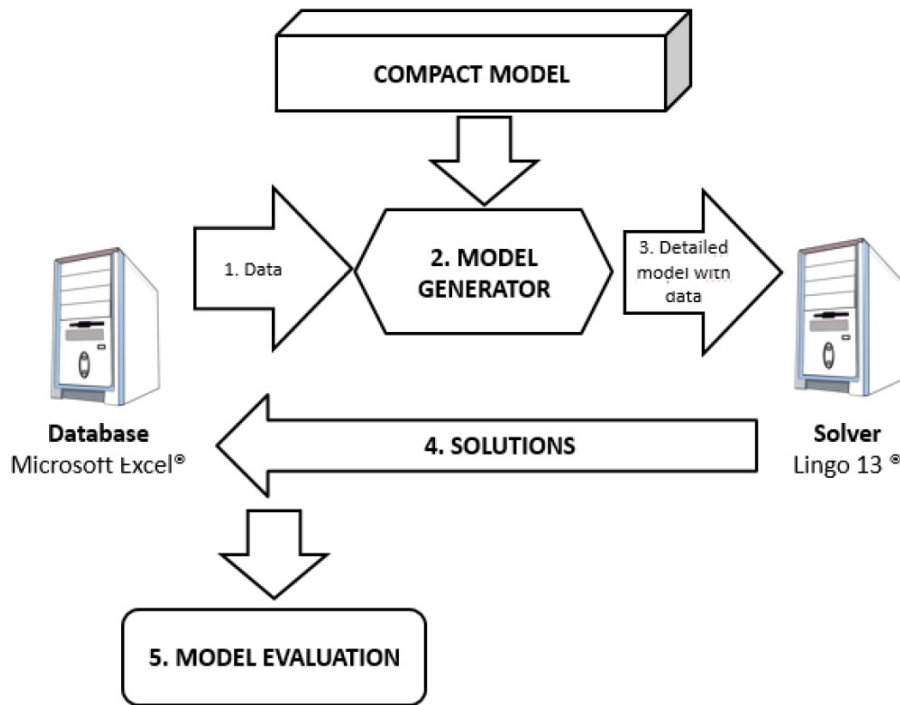 COMPACT MODEL
1. Data
2. MODEL
GENERATOR
3. Detailed
model with
data
Database
Microsoft Excel®
4. SOLUTIONS
Solver
Lingo 13 ®
5. MODEL EVALUATION